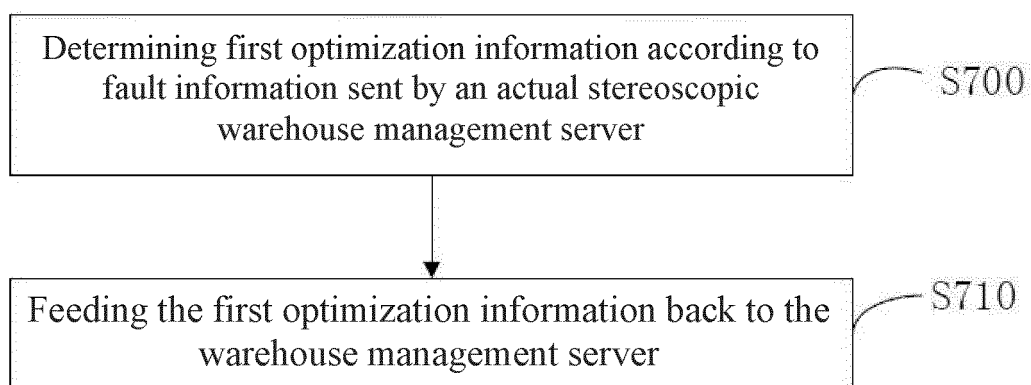 Determining first optimization information according to
fault information sent by an actual stereoscopic
warehouse management server
S700
Feeding the first optimization information back to the
warehouse management server
S710